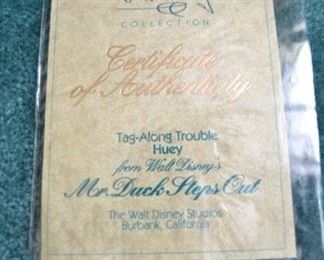 COLLECTION
Certificate
of Authenticity
Tag-Along Trouble
Huey
from Walt Disney's
Mr. Duck Steps Out
The Walt Disney Studios
Burbank, California